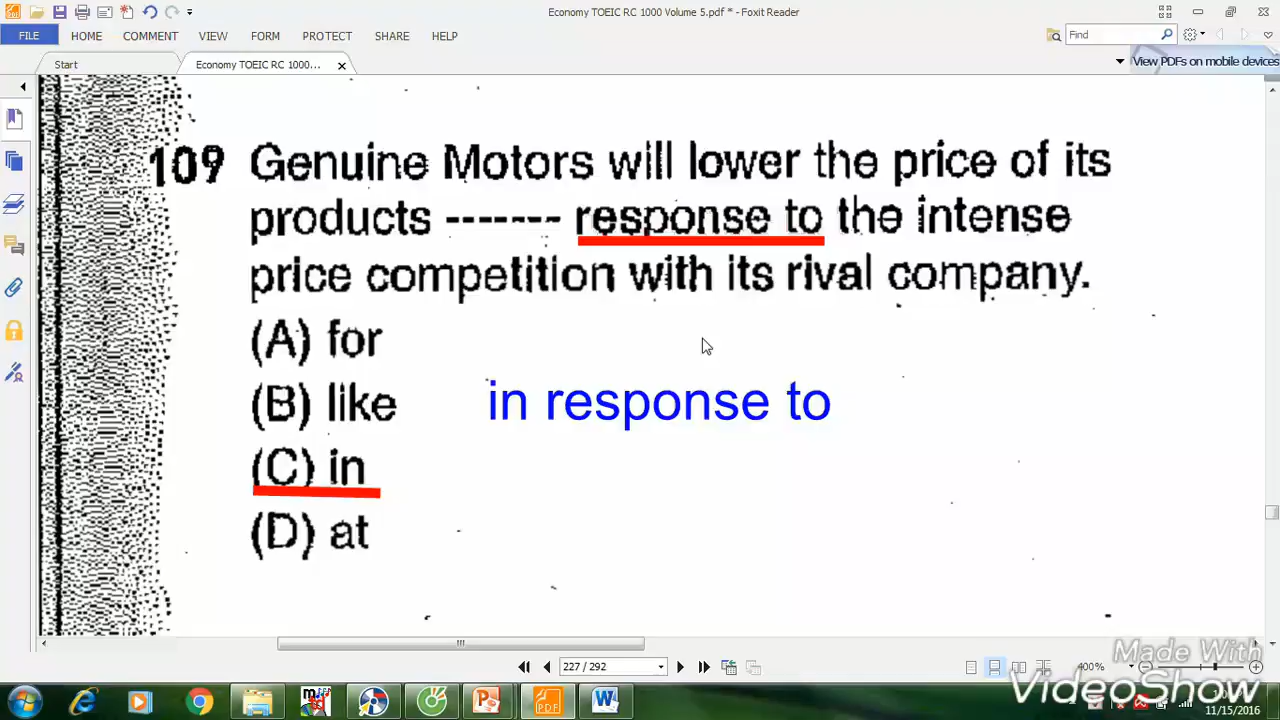 Economy TOEIC RC 1000 Volume 5.pdf * - Foxit Reader
FILE HOME COMMENT VIEW FORM PROTECT SHARE HELP
Find
Start
Economy TOEIC RC 1000...
View PDFs on mobile devices
109 Genuine Motors will lower the price of its
products ------- response to the intense
price competition with its rival company.
(A) for
(B) like
in response to
(C) in
(D) at
227 / 292
400%
Made With
VideoShow
11/15/2016